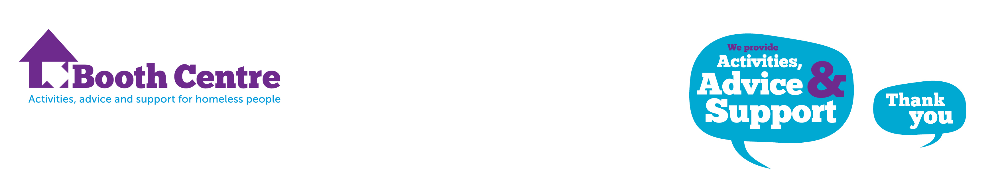 Booth Centre
Activities, advice and support for homeless people
We provide
Activities,
Advice &
Support
Thank
you